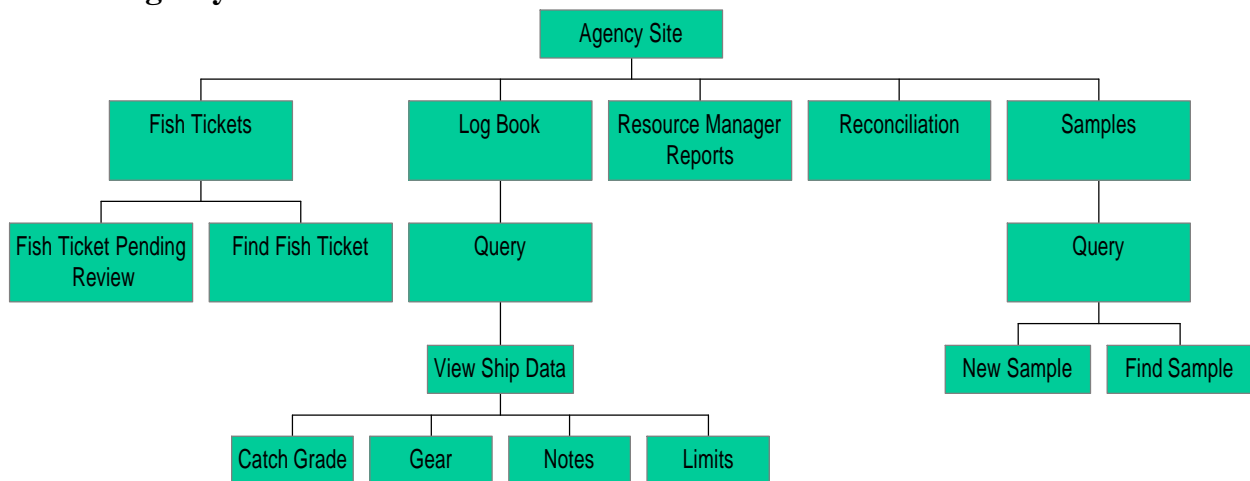 Agency Site
Fish Tickets
Log Book
Resource Manager
Reports
Reconciliation
Samples
Fish Ticket Pending
Review
Find Fish Ticket
Query
Query
View Ship Data
New Sample
Find Sample
Catch Grade
Gear
Notes
Limits